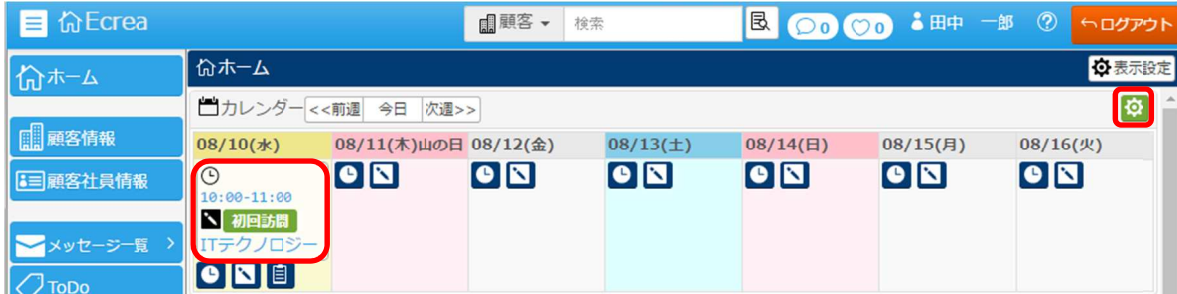 Ecrea 顧客 検索 0 0 田中 一郎 ログアウト
ホーム
顧客情報
顧客社員情報
メッセージ一覧
ToDo
ホーム 表示設定
カレンダー <<前週 今日 次週>>
08/10(水) 08/11(木)山の日 08/12(金) 08/13(土) 08/14(日) 08/15(月) 08/16(火)
10:00-11:00
初回訪問
ITテクノロジー